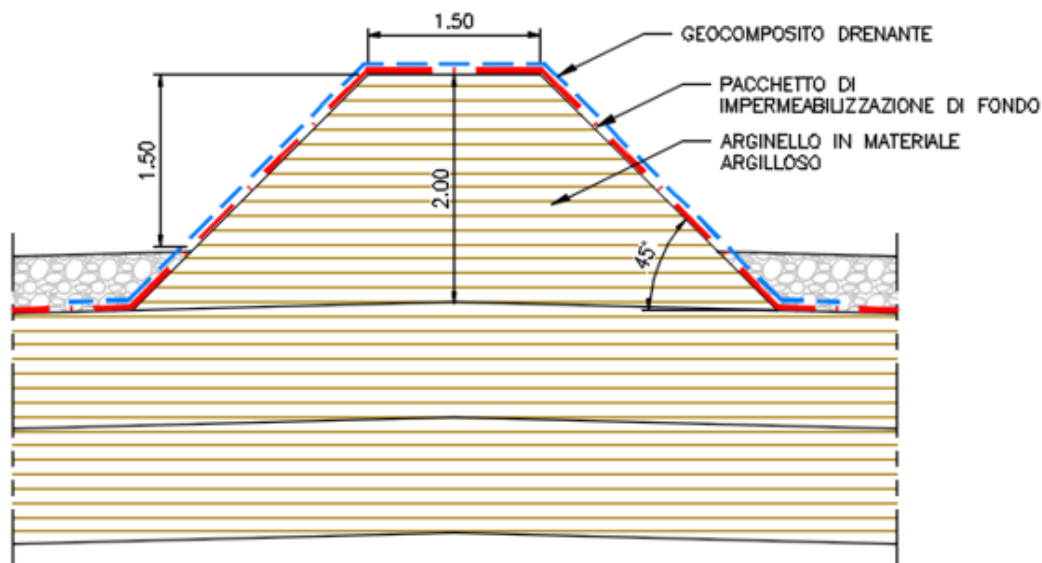 1.50
GEOCOMPOSITO DRENANTE
PACCHETTO DI
IMPERMEABILIZZAZIONE DI FONDO
ARGINELLO IN MATERIALE
ARGILLOSO
1.50
2.00
45°